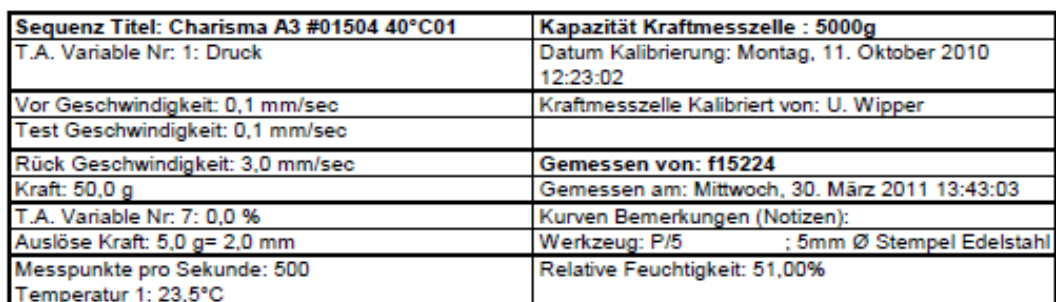 Sequenz Titel: Charisma A3 #01504 40°C01
Kapazität Kraftmesszelle : 5000g
T.A. Variable Nr: 1: Druck
Datum Kalibrierung: Montag, 11. Oktober 2010
12:23:02
Vor Geschwindigkeit: 0,1 mm/sec
Kraftmesszelle Kalibriert von: U. Wipper
Test Geschwindigkeit: 0,1 mm/sec
Rück Geschwindigkeit: 3,0 mm/sec
Gemessen von: f15224
Kraft: 50,0 g
Gemessen am: Mittwoch, 30. März 2011 13:43:03
T.A. Variable Nr: 7: 0,0 %
Kurven Bemerkungen (Notizen):
Auslöse Kraft: 5,0 g= 2,0 mm
Werkzeug: P/5 ; 5mm Ø Stempel Edelstahl
Messpunkte pro Sekunde: 500
Relative Feuchtigkeit: 51,00%
Temperatur 1: 23,5°C